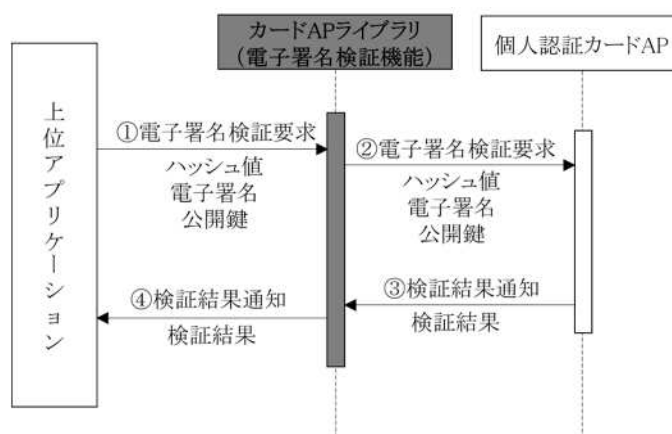 カードAPライブラリ
(電子署名検証機能)
個人認証カードAP
上位アプリケーション
①電子署名検証要求
ハッシュ値
電子署名
公開鍵
②電子署名検証要求
ハッシュ値
電子署名
公開鍵
③検証結果通知
検証結果
④検証結果通知
検証結果